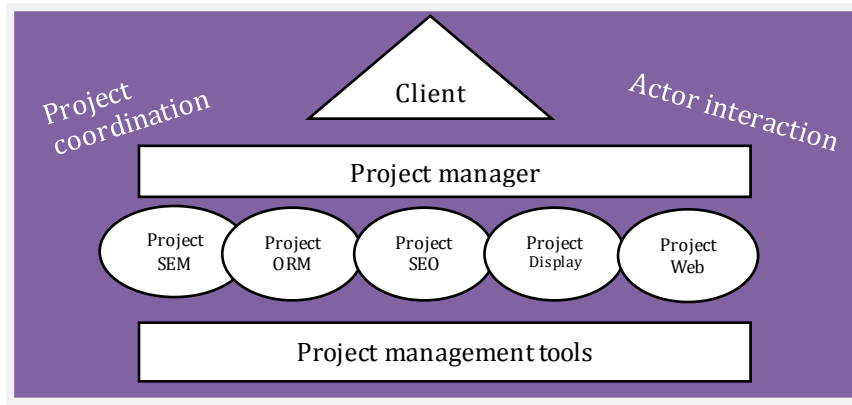 Client
Project
coordination
Actor interaction
Project manager
Project
SEM
Project
ORM
Project
SEO
Project
Display
Project
Web
Project management tools